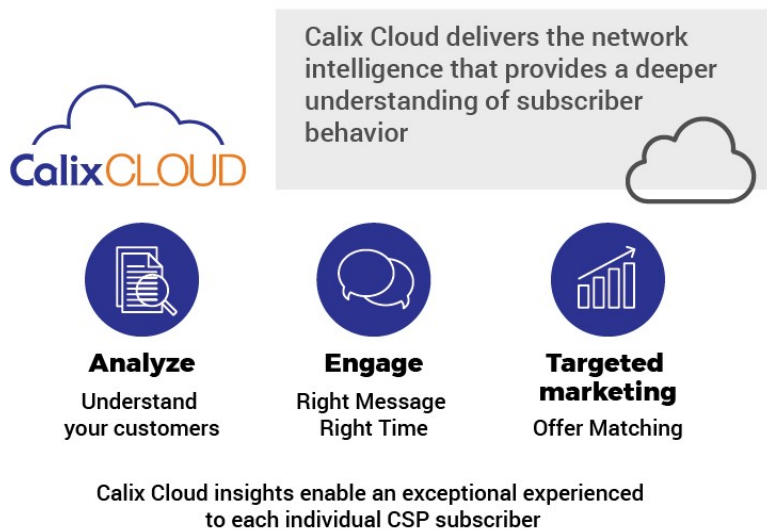 CalixCLOUD
Calix Cloud delivers the network
intelligence that provides a deeper
understanding of subscriber
behavior
Analyze
Understand
your customers
Engage
Right Message
Right Time
Targeted
marketing
Offer Matching
Calix Cloud insights enable an exceptional experienced
to each individual CSP subscriber